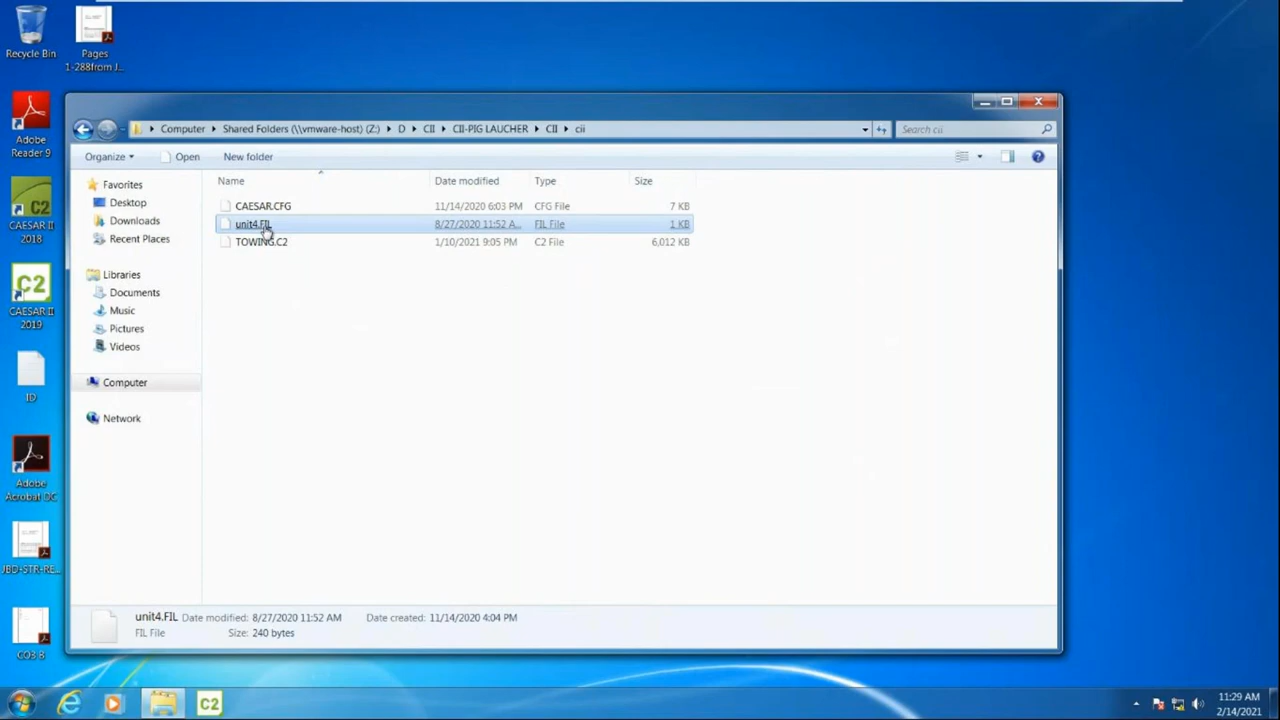 Recycle Bin
Pages
1-288from J...
Adobe
Reader 9
CAESAR II
2018
CAESAR II
2019
ID
Adobe
Acrobat DC
JBD-STR-RE...
CO3 B
Computer
Shared Folders (\\vmware-host) (Z:)
D
CII
CII-PIG LAUCHER
CII
cii
Search cii
Organize
Open
New folder
Favorites
Desktop
Downloads
Recent Places
Libraries
Documents
Music
Pictures
Videos
Computer
Network
Name Date modified Type Size
CAESAR.CFG 11/14/2020 6:03 PM CFG File 7 KB
unit4.FIL 8/27/2020 11:52 A... FIL File 1 KB
TOWING.C2 1/10/2021 9:05 PM C2 File 6,012 KB
unit4.FIL Date modified: 8/27/2020 11:52 AM Date created: 11/14/2020 4:04 PM
FIL File Size: 240 bytes
C2
11:29 AM
2/14/2021